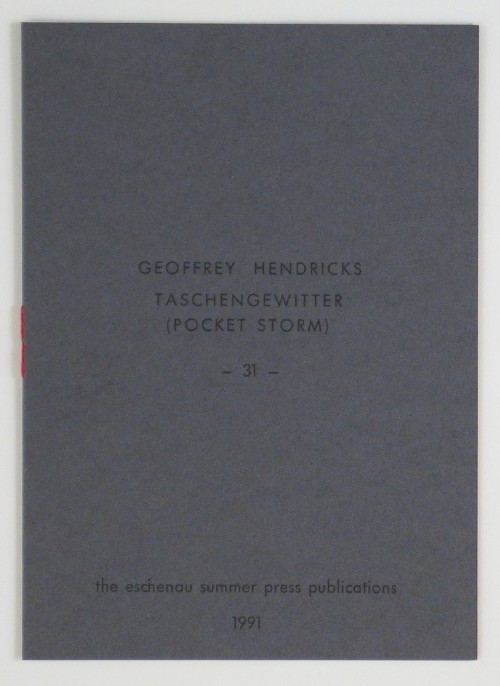 GEOFFREY HENDRICKS
TASCHENGEWITTER
(POCKET STORM)
– 31 –
the eschenau summer press publications
1991